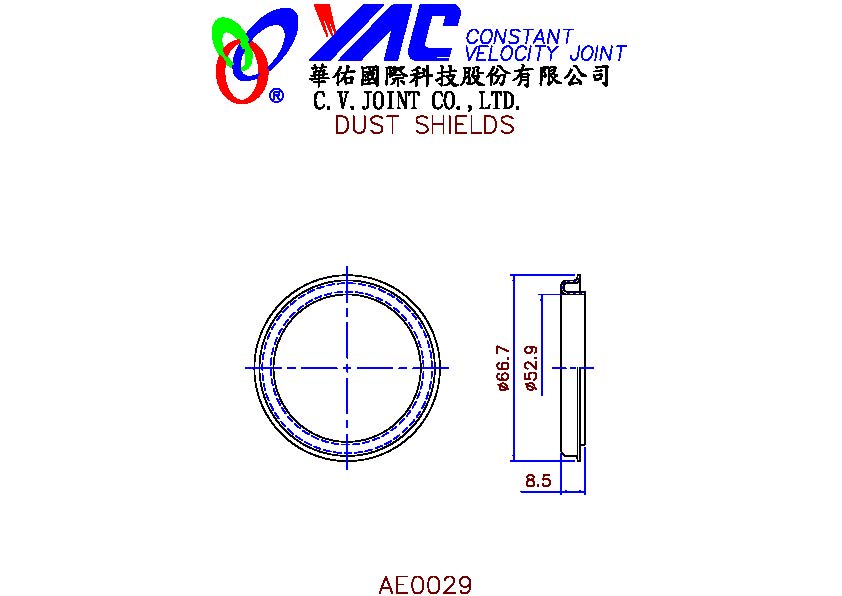 YAC CONSTANT
VELOCITY JOINT
®
華佑國際科技股份有限公司
C.V.JOINT CO.,LTD.
DUST SHIELDS
ø66.7
ø52.9
8.5
AE0029